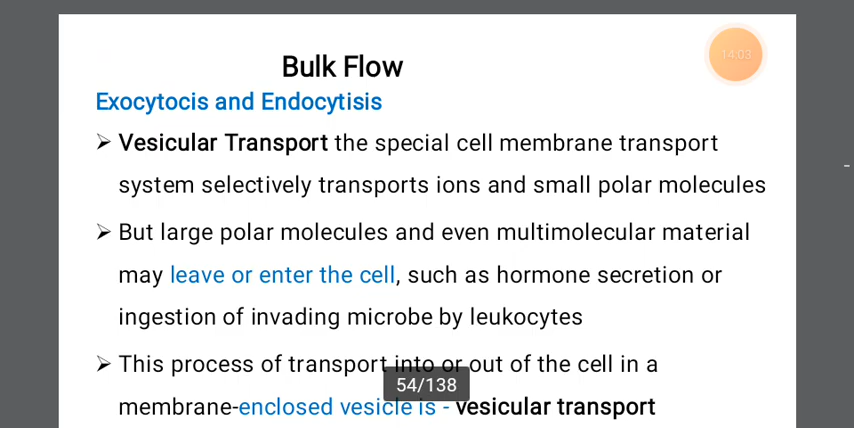 Bulk Flow
14:03
Exocytocis and Endocytisis
➢ Vesicular Transport the special cell membrane transport
system selectively transports ions and small polar molecules
➢ But large polar molecules and even multimolecular material
may leave or enter the cell, such as hormone secretion or
ingestion of invading microbe by leukocytes
➢ This process of transport into or out of the cell in a
54/138
membrane-enclosed vesicle is - vesicular transport